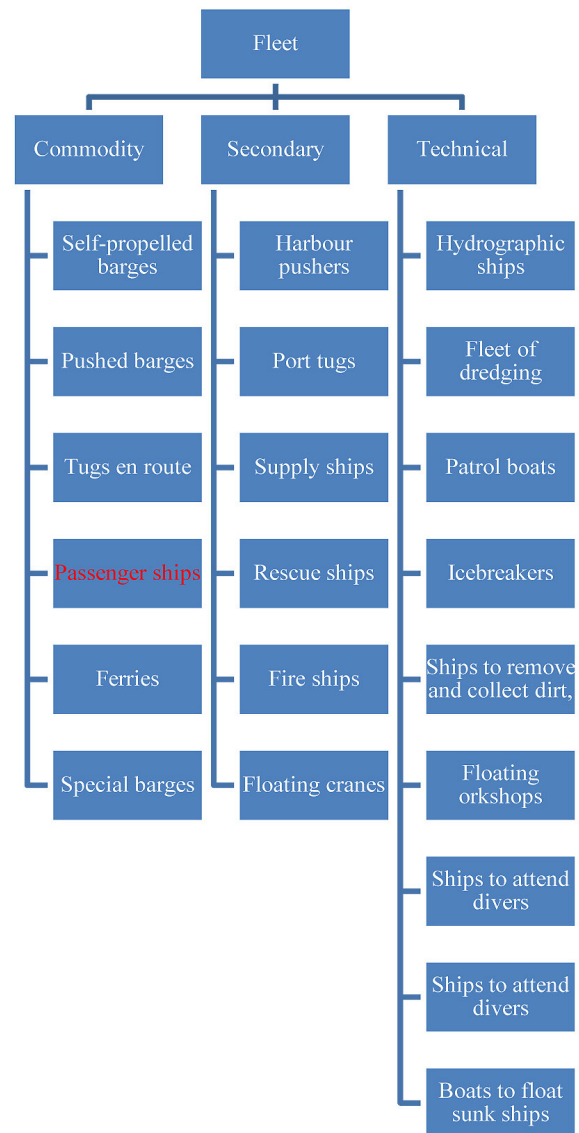 Fleet
Commodity
Secondary
Technical
Self-propelled
barges
Pushed barges
Tugs en route
Passenger ships
Ferries
Special barges
Harbour
pushers
Port tugs
Supply ships
Rescue ships
Fire ships
Floating cranes
Hydrographic
ships
Fleet of
dredging
Patrol boats
Icebreakers
Ships to remove
and collect dirt,
Floating
orkshops
Ships to attend
divers
Ships to attend
divers
Boats to float
sunk ships